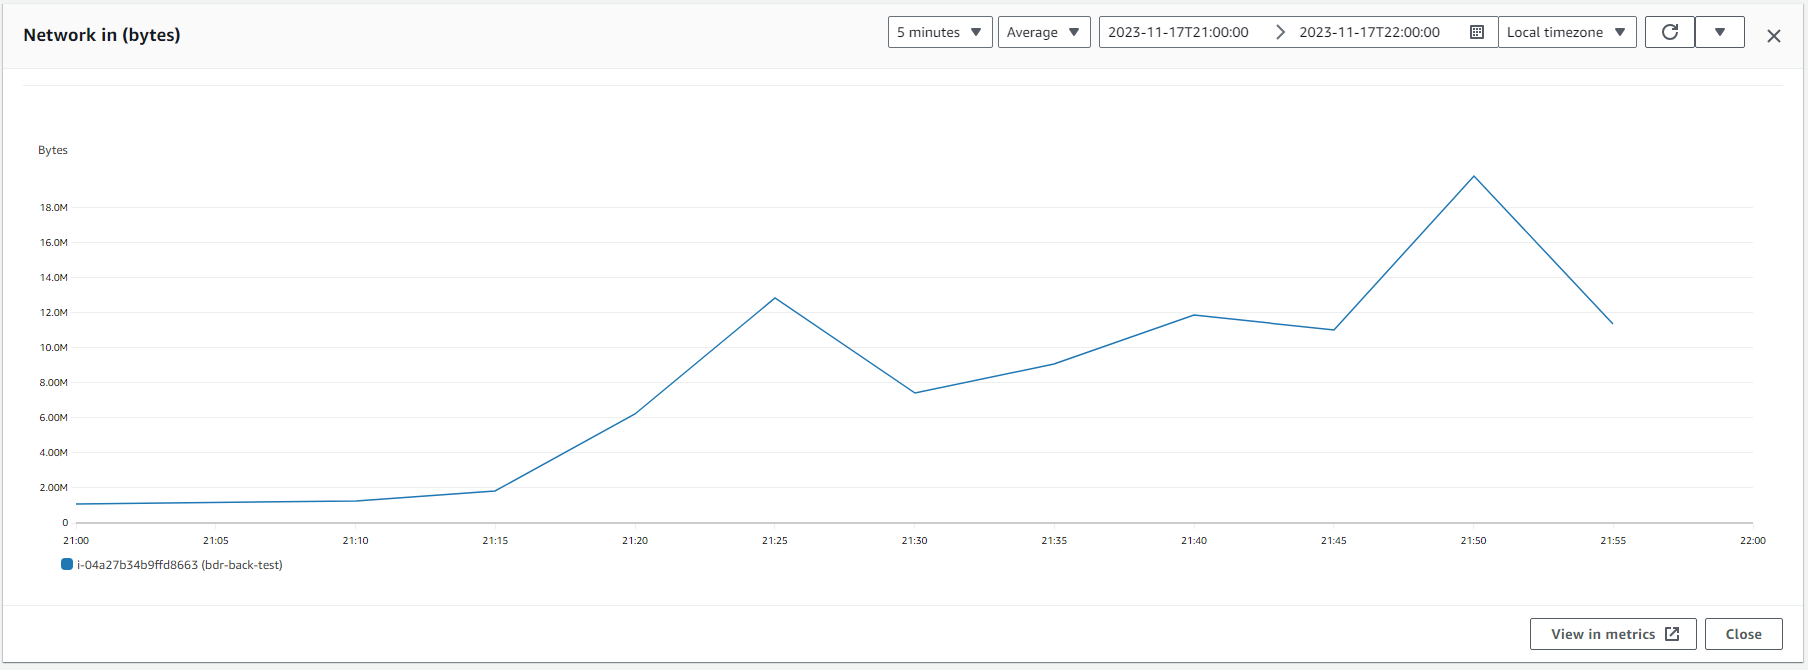 Network in (bytes)
5 minutes
Average
2023-11-17T21:00:00
2023-11-17T22:00:00
Local timezone
Bytes
18.0M
16.0M
14.0M
12.0M
10.0M
8.00M
6.00M
4.00M
2.00M
0
21:00 21:05 21:10 21:15 21:20 21:25 21:30 21:35 21:40 21:45 21:50 21:55 22:00
i-04a27b34b9ffd8663 (bdr-back-test)
View in metrics
Close